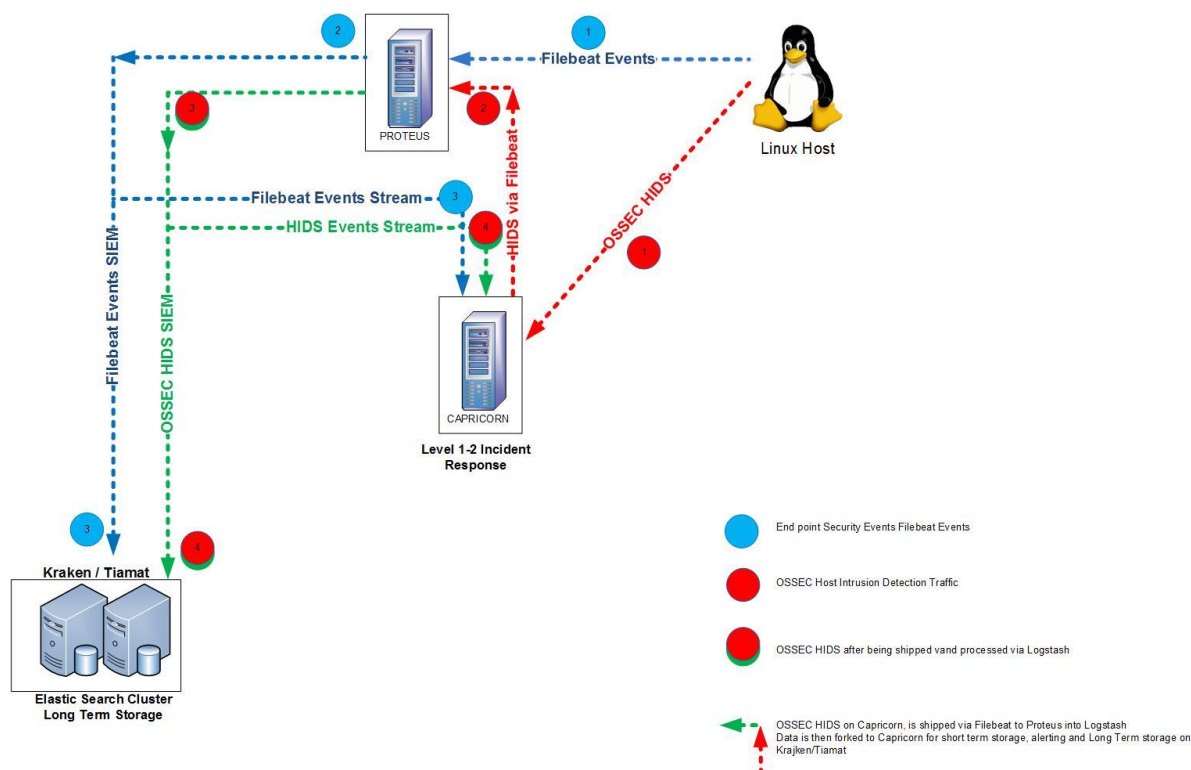 2
1
Filebeat Events
PROTEUS
3
2
Linux Host
Filebeat Events Stream
3
HIDS Events Stream
4
HIDS via Filebeat
OSSEC HIDS
1
Filebeat Events SIEM
OSSEC HIDS SIEM
CAPRICORN
Level 1-2 Incident
Response
3
4
Kraken / Tiamat
Elastic Search Cluster
Long Term Storage
End point Security Events Filebeat Events
OSSEC Host Intrusion Detection Traffic
OSSEC HIDS after being shipped vand processed via Logstash
OSSEC HIDS on Capricorn, is shipped via Filebeat to Proteus into Logstash
Data is then forked to Capricorn for short term storage, alerting and Long Term storage on
Krajken/Tiamat